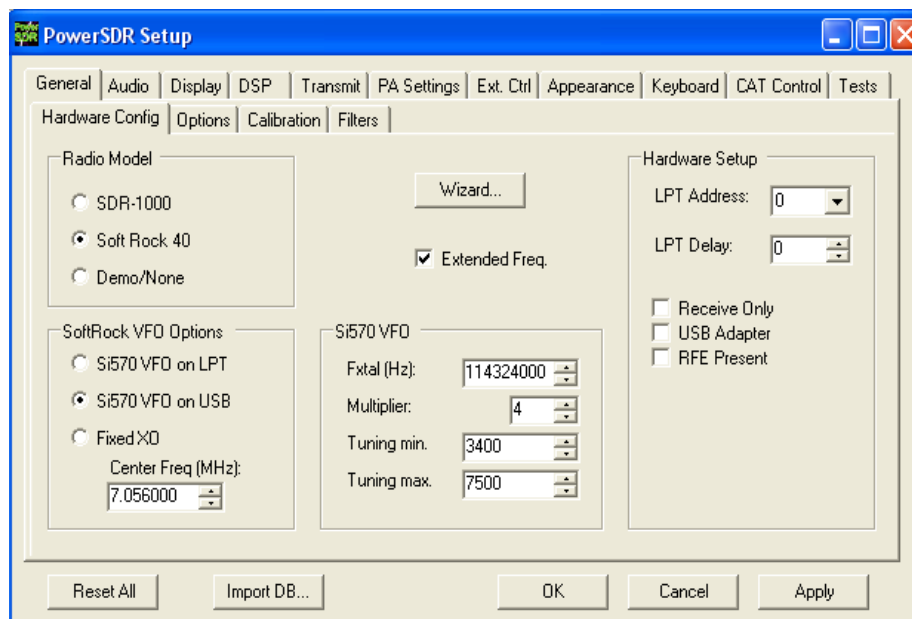 PowerSDR Setup
General Audio Display DSP Transmit PA Settings Ext. Ctrl Appearance Keyboard CAT Control Tests
Hardware Config Options Calibration Filters
Radio Model
SDR-1000
Soft Rock 40
Demo/None
Wizard...
Extended Freq.
Hardware Setup
LPT Address: 0
LPT Delay: 0
Receive Only
USB Adapter
RFE Present
SoftRock VFO Options
Si570 VFO on LPT
Si570 VFO on USB
Fixed XO
Center Freq (MHz):
7.056000
Si570 VFO
Fxtal (Hz): 114324000
Multiplier: 4
Tuning min. 3400
Tuning max. 7500
Reset All Import DB... OK Cancel Apply